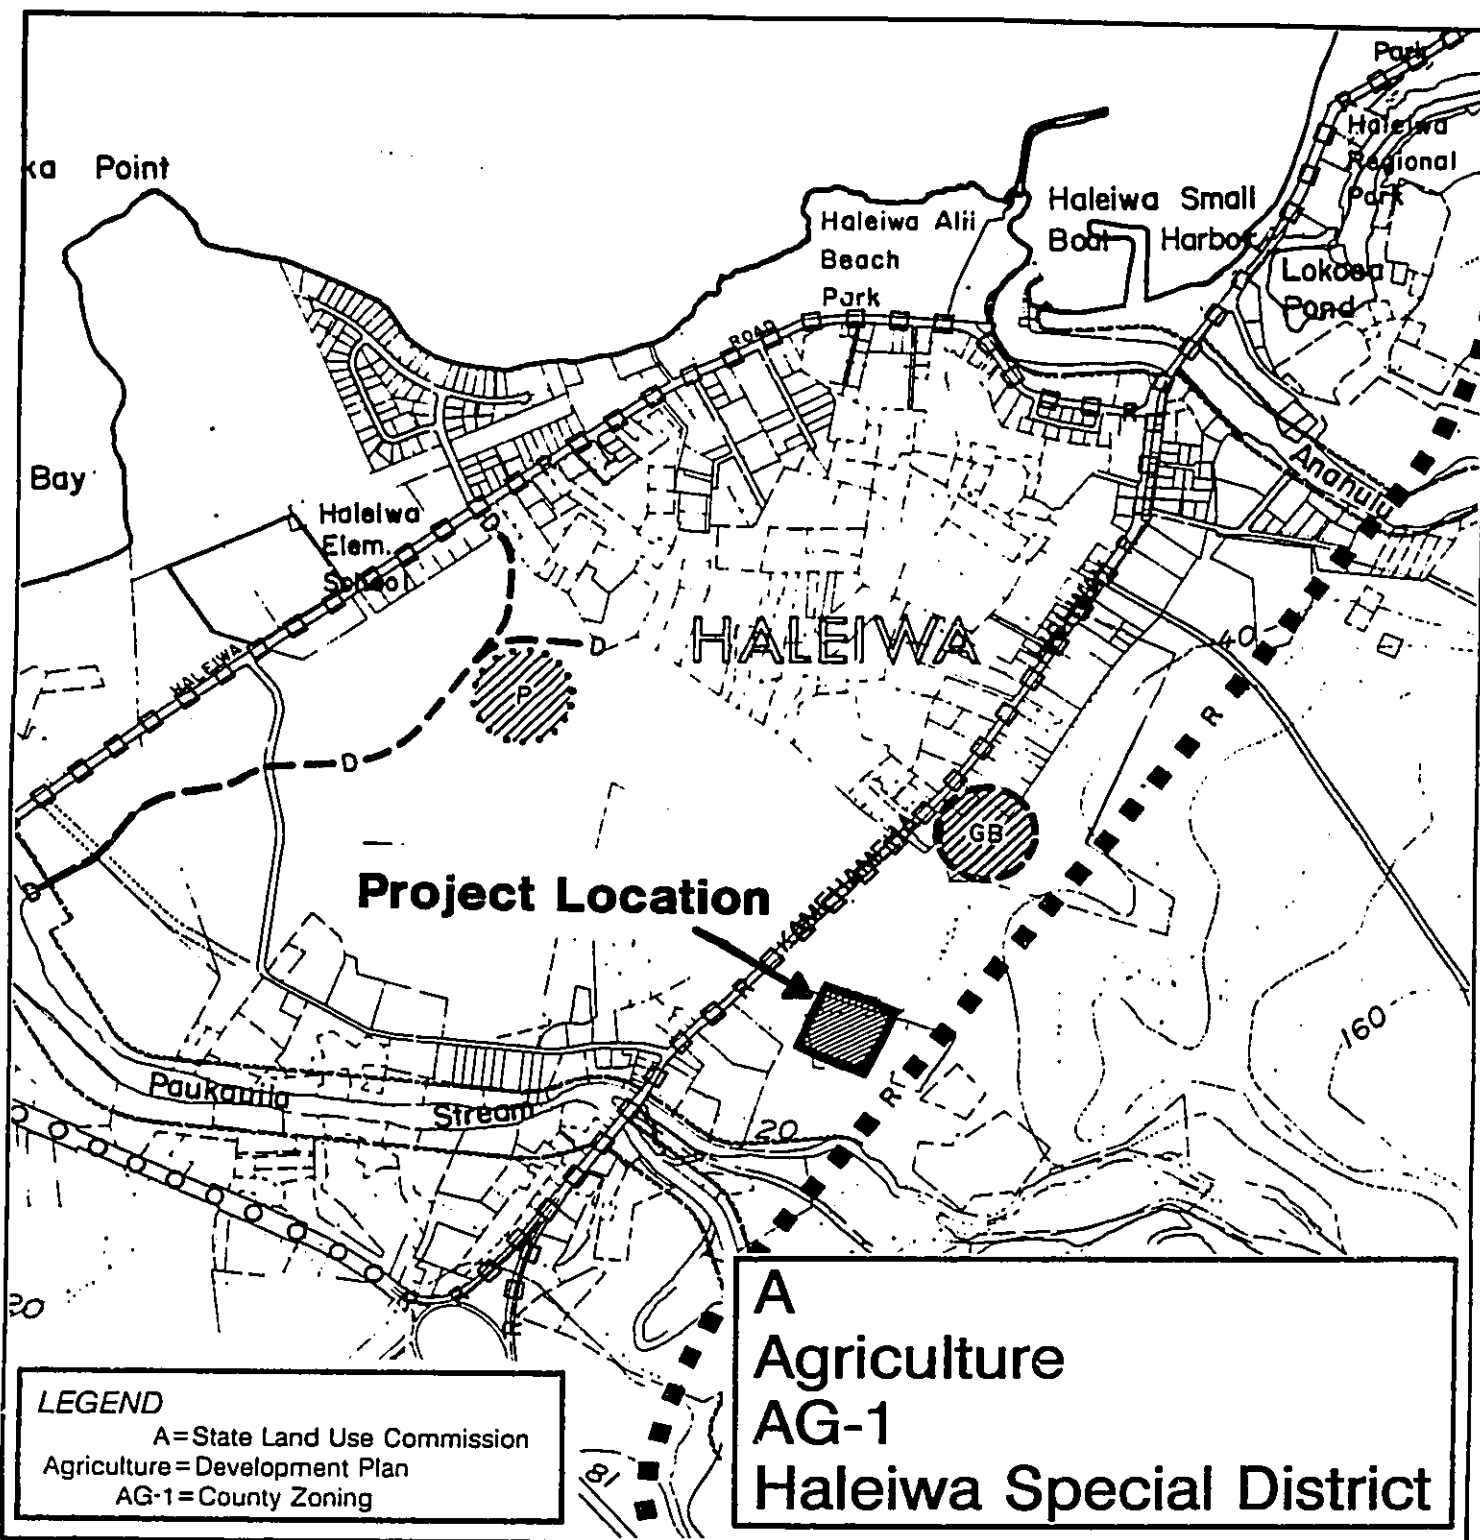 Park
Haleiwa
Regional
Park
ka Point
Haleiwa Alii
Beach
Park
Haleiwa Small
Boat Harbor
Lokoea
Pond
ROAD
R
Bay
Anahulu
Haleiwa
Elem.
School
D
HALEIWA
40
HALEIWA
P
D
R
D
GB
KAMEHAMEHA
Project Location
R
160
Paukauila
Stream
R
20
R
81
A
Agriculture
AG-1
Haleiwa Special District
LEGEND
A=State Land Use Commission
Agriculture=Development Plan
AG-1=County Zoning